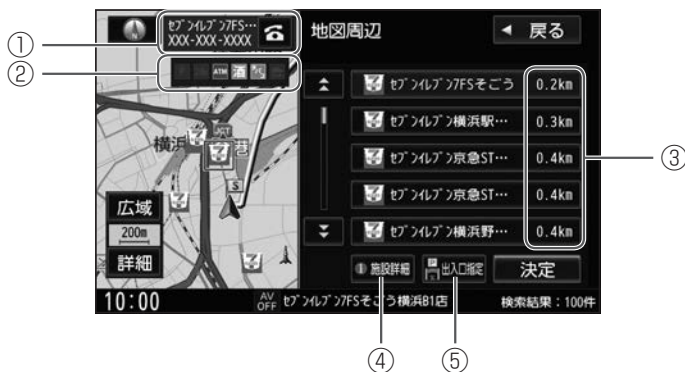 ①
ｾﾌﾞﾝｲﾚﾌﾞﾝ7FS…
XXX-XXX-XXXX
地図周辺
◀ 戻る
②
ATM 酒
ｾﾌﾞﾝｲﾚﾌﾞﾝ7FSそごう 0.2km
ｾﾌﾞﾝｲﾚﾌﾞﾝ横浜駅… 0.3km
③
ｾﾌﾞﾝｲﾚﾌﾞﾝ京急ST… 0.4km
ｾﾌﾞﾝｲﾚﾌﾞﾝ京急ST… 0.4km
ｾﾌﾞﾝｲﾚﾌﾞﾝ横浜野… 0.4km
JCT
横浜
S
広域
200m
詳細
施設詳細
P 出入口指定
決定
10:00
AV OFF
ｾﾌﾞﾝｲﾚﾌﾞﾝ7FSそごう横浜B1店
検索結果：100件
④
⑤